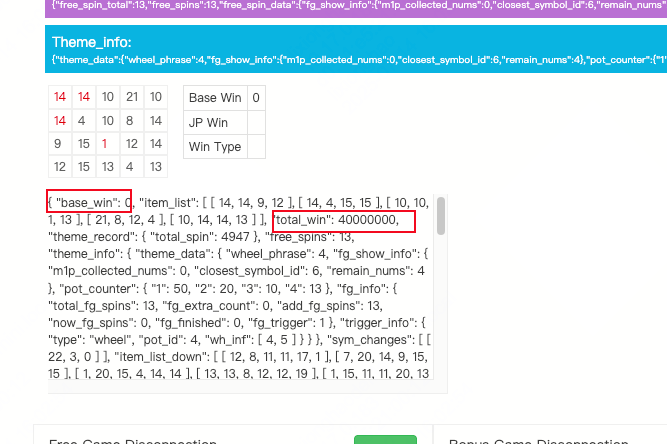 {"free_spin_total":13,"free_spins":13,"free_spin_data":{"fg_show_info":{"m1p_collected_nums":0,"closest_symbol_id":6,"remain_nums"
Theme_info:
{"theme_data":{"wheel_phrase":4,"fg_show_info":{"m1p_collected_nums":0,"closest_symbol_id":6,"remain_nums":4},"pot_counter":{"1"
14 14 10 21 10
14 4 10 8 14
9 15 1 12 14
12 15 13 4 13
Base Win 0
JP Win
Win Type
{ "base_win": 0, "item_list": [ [ 14, 14, 9, 12 ], [ 14, 4, 15, 15 ], [ 10, 10,
1, 13 ], [ 21, 8, 12, 4 ], [ 10, 14, 14, 13 ] ], "total_win": 40000000,
"theme_record": { "total_spin": 4947 }, "free_spins": 13,
"theme_info": { "theme_data": { "wheel_phrase": 4, "fg_show_info": {
"m1p_collected_nums": 0, "closest_symbol_id": 6, "remain_nums": 4
}, "pot_counter": { "1": 50, "2": 20, "3": 10, "4": 13 }, "fg_info": {
"total_fg_spins": 13, "fg_extra_count": 0, "add_fg_spins": 13,
"now_fg_spins": 0, "fg_finished": 0, "fg_trigger": 1 }, "trigger_info": {
"type": "wheel", "pot_id": 4, "wh_inf": [ 4, 5 ] } } }, "sym_changes": [ [
22, 3, 0 ] ], "item_list_down": [ [ 12, 8, 11, 11, 17, 1 ], [ 7, 20, 14, 9, 15,
15 ], [ 1, 20, 15, 4, 14, 14 ], [ 13, 13, 8, 12, 12, 19 ], [ 1, 15, 11, 11, 20, 13
Free Game Disconnection
Bonus Game Disconnection